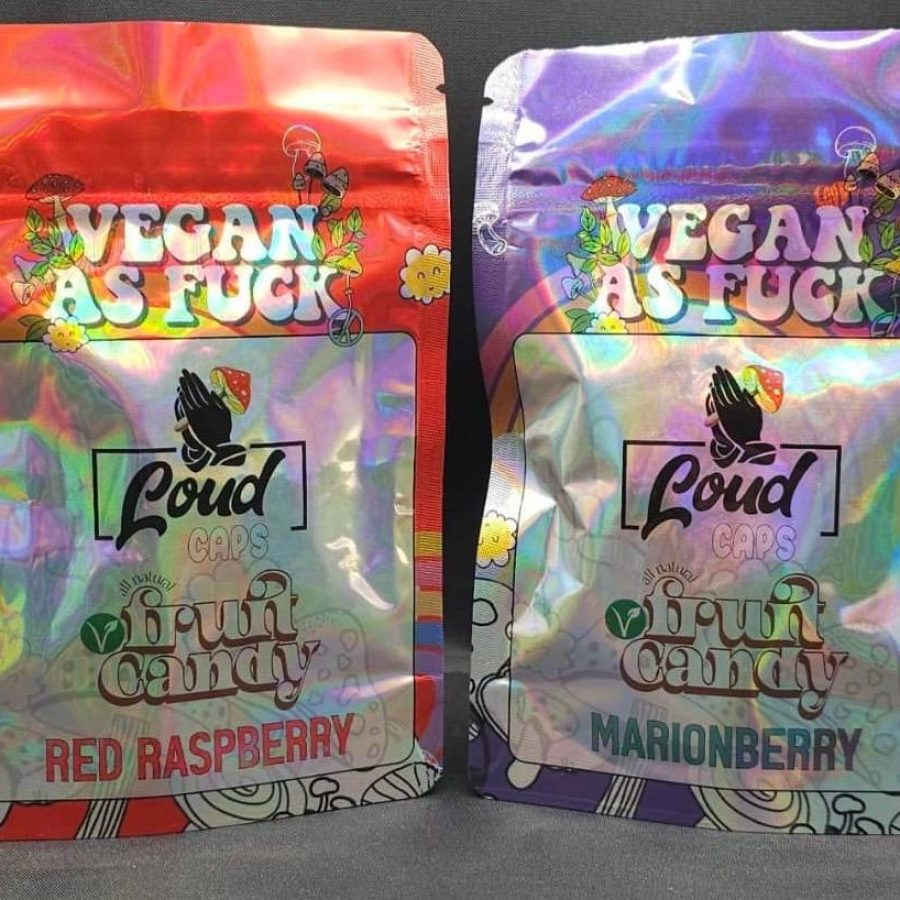 VEGAN
AS FUCK
Loud
CAPS
all natural
fruit
candy
RED RASPBERRY
VEGAN
AS FUCK
Loud
CAPS
all natural
fruit
candy
MARIONBERRY